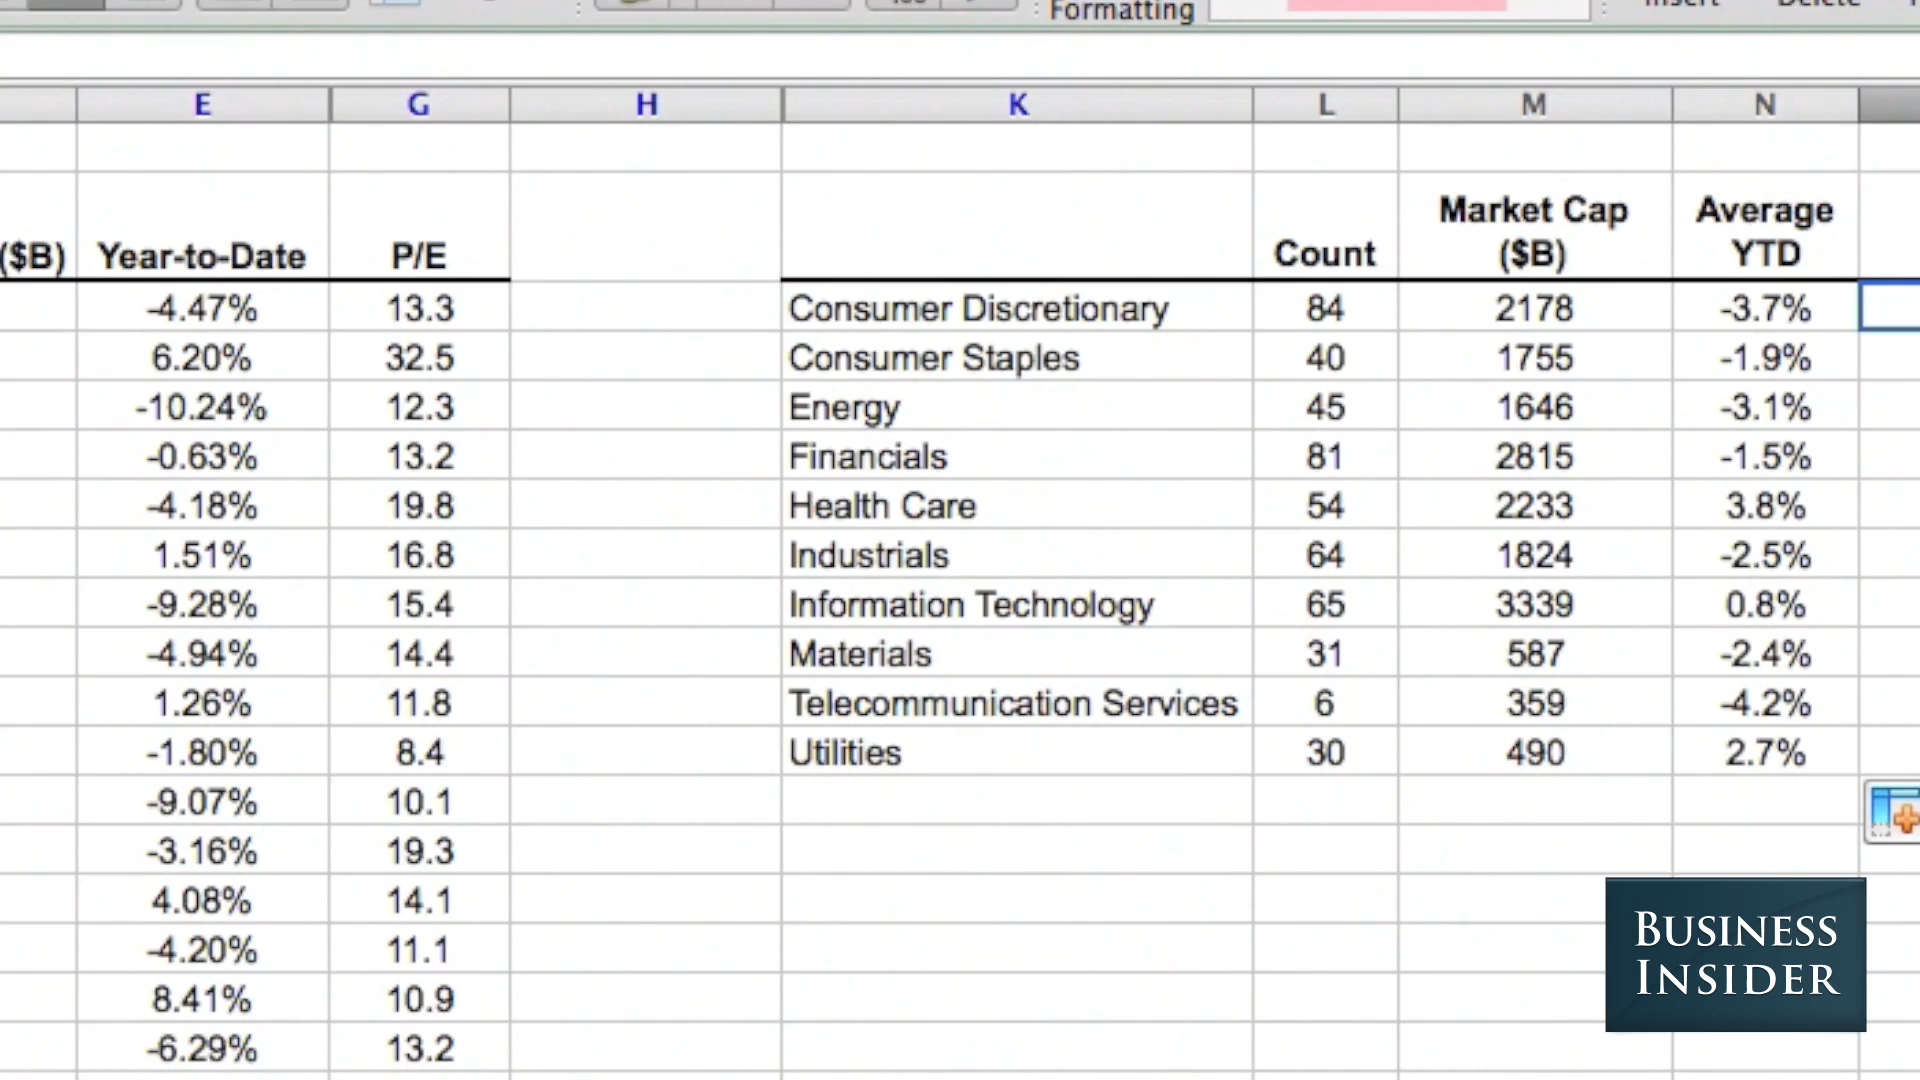 Formatting
Insert Delete
E G H K L M N
($B) Year-to-Date P/E Count Market Cap ($B) Average YTD
-4.47% 13.3 Consumer Discretionary 84 2178 -3.7%
6.20% 32.5 Consumer Staples 40 1755 -1.9%
-10.24% 12.3 Energy 45 1646 -3.1%
-0.63% 13.2 Financials 81 2815 -1.5%
-4.18% 19.8 Health Care 54 2233 3.8%
1.51% 16.8 Industrials 64 1824 -2.5%
-9.28% 15.4 Information Technology 65 3339 0.8%
-4.94% 14.4 Materials 31 587 -2.4%
1.26% 11.8 Telecommunication Services 6 359 -4.2%
-1.80% 8.4 Utilities 30 490 2.7%
-9.07% 10.1
-3.16% 19.3
4.08% 14.1
-4.20% 11.1
8.41% 10.9
-6.29% 13.2
BUSINESS
INSIDER